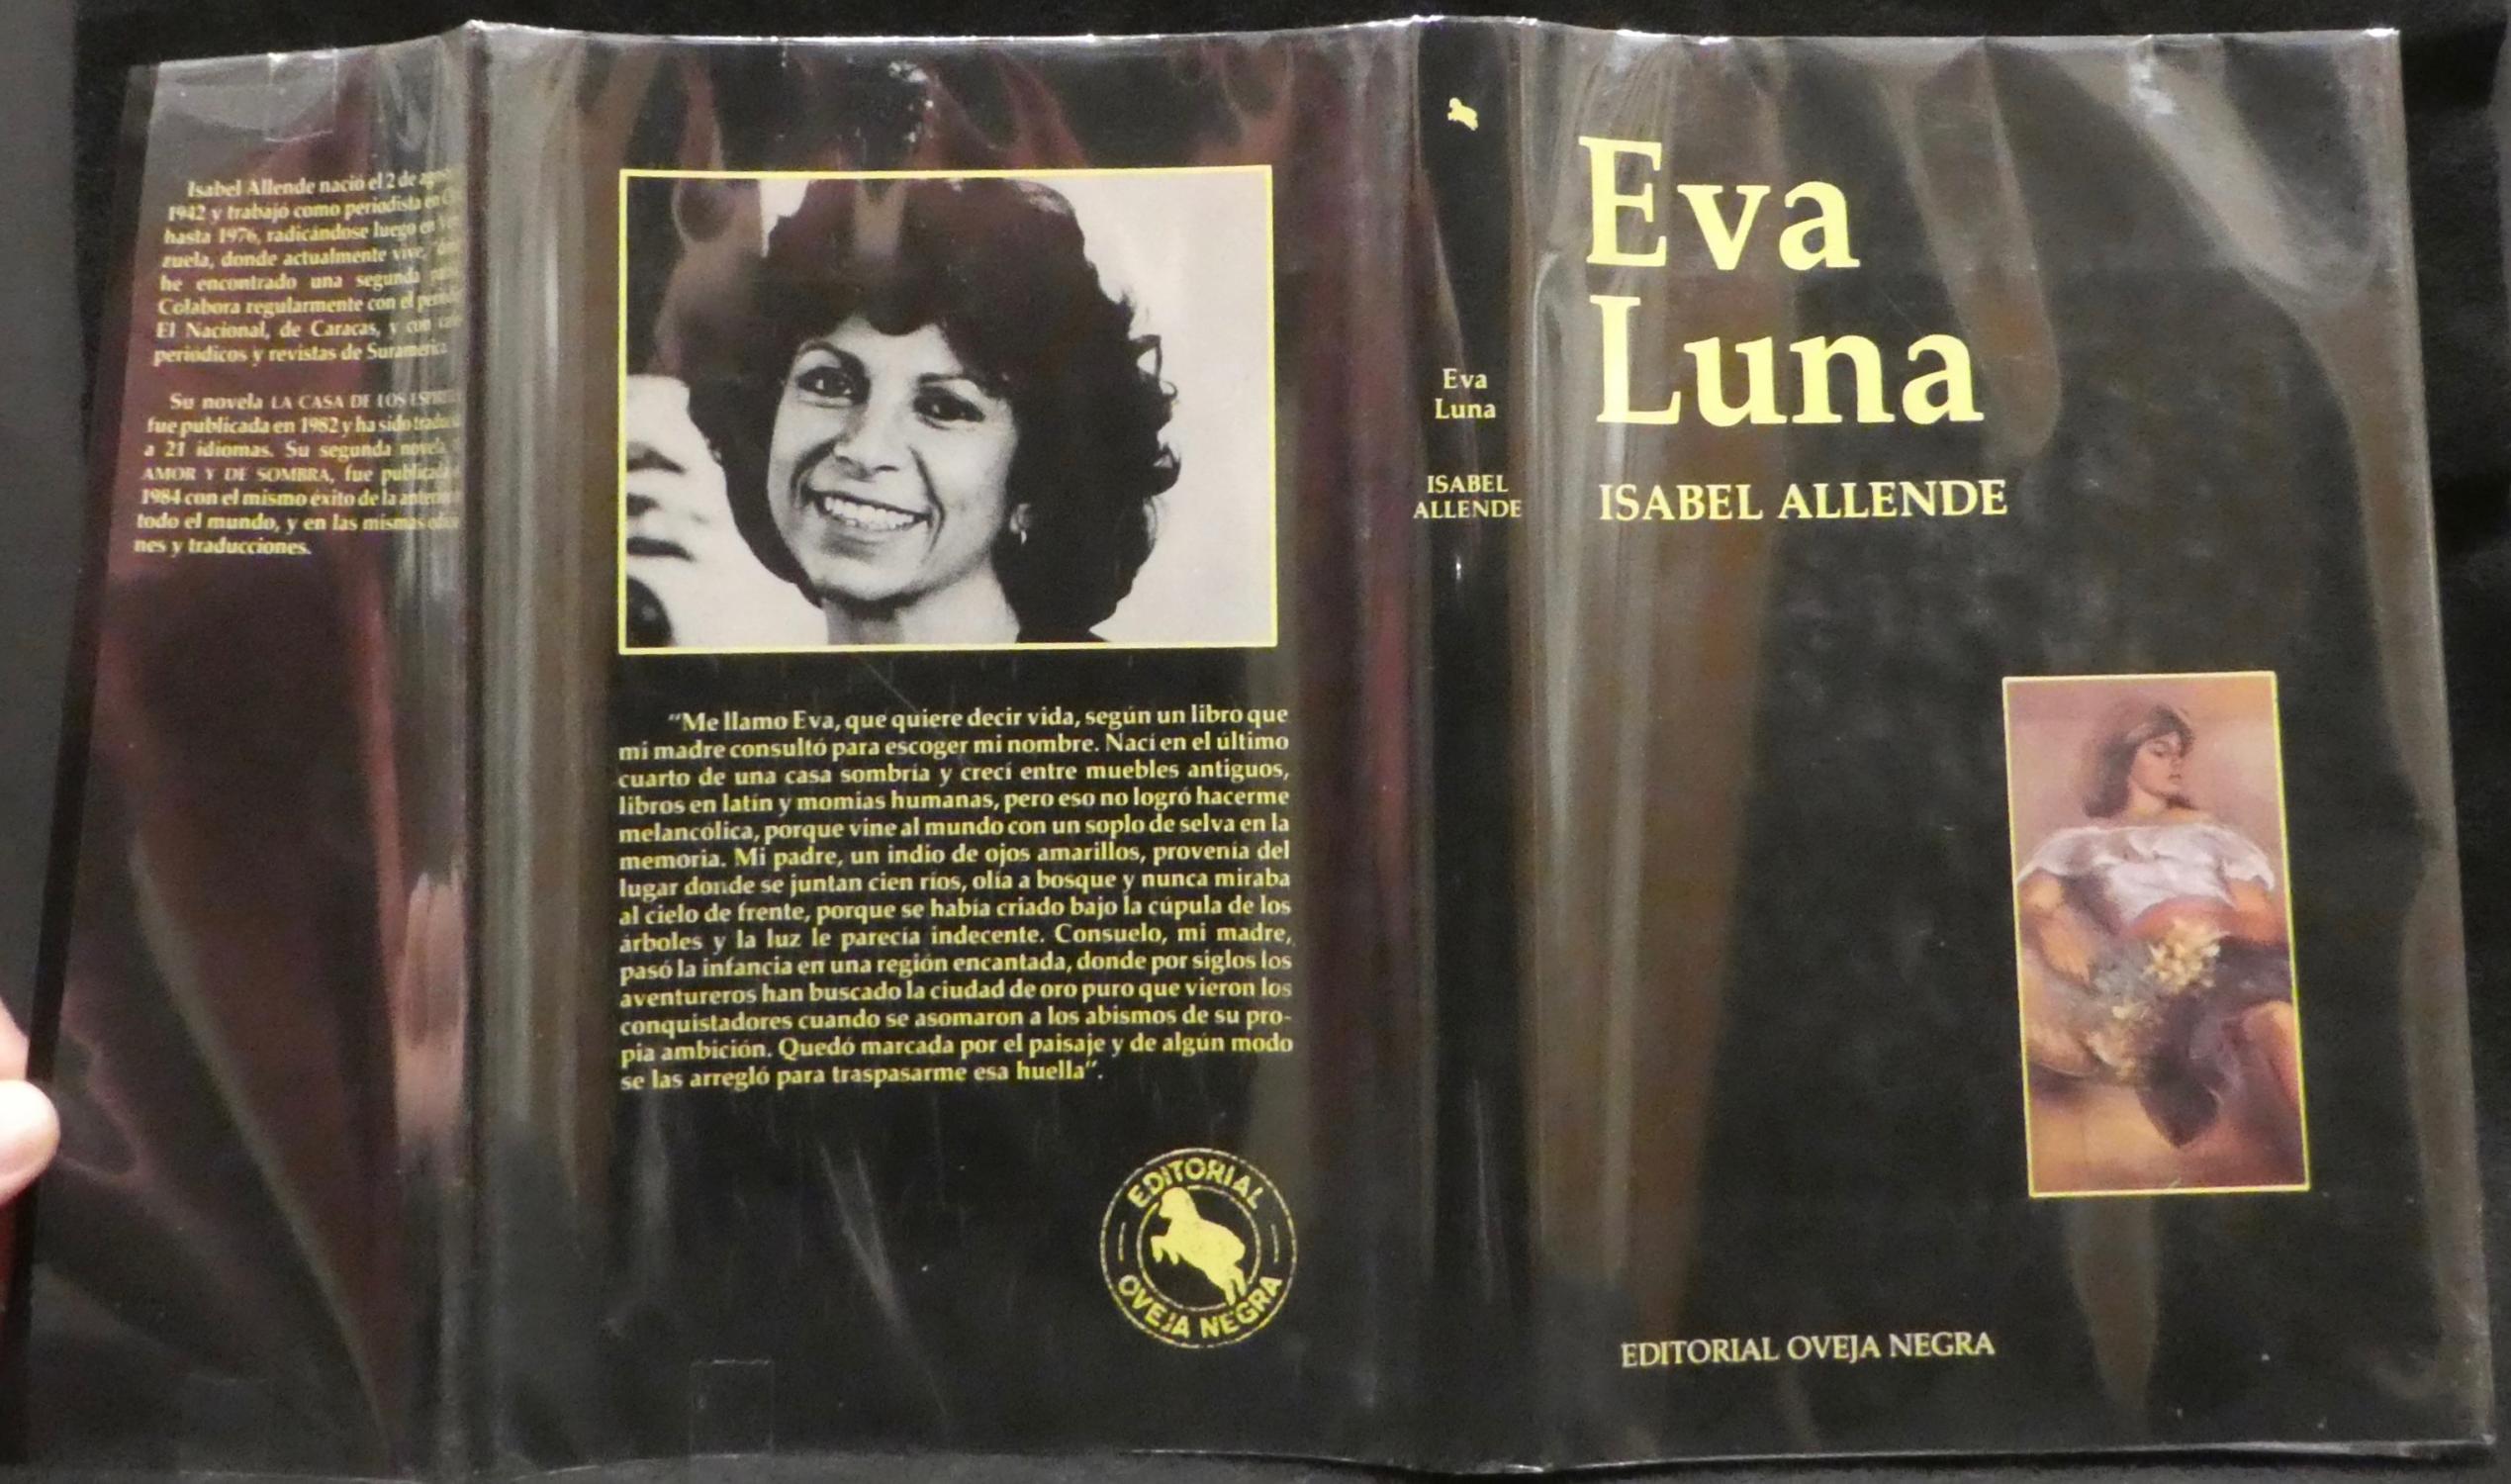 Isabel Allende nació el 2 de
1942 y trabajó como periodista en
hasta 1976, radicándose luego en
zuela, donde actualmente vive,
he encontrado una segunda
Colabora regularmente con el
El Nacional, de Caracas, y con
periódicos y revistas de Suramérica.
Su novela LA CASA DE LOS
fue publicada en 1982 y ha sido
a 21 idiomas. Su segunda novela,
AMOR Y DE SOMBRA, fue publicada
1984 con el mismo éxito de la
todo el mundo, y en las mismas
nes y traducciones.
"Me llamo Eva, que quiere decir vida, según un libro que
mi madre consultó para escoger mi nombre. Nací en el último
cuarto de una casa sombría y crecí entre muebles antiguos,
libros en latín y momias humanas, pero eso no logró hacerme
melancólica, porque vine al mundo con un soplo de selva en la
memoria. Mi padre, un indio de ojos amarillos, provenía del
lugar donde se juntan cien ríos, olía a bosque y nunca miraba
al cielo de frente, porque se había criado bajo la cúpula de los
árboles y la luz le parecía indecente. Consuelo, mi madre,
pasó la infancia en una región encantada, donde por siglos los
aventureros han buscado la ciudad de oro puro que vieron los
conquistadores cuando se asomaron a los abismos de su pro-
pia ambición. Quedó marcada por el paisaje y de algún modo
se las arregló para traspasarme esa huella".
EDITORIAL
OVEJA NEGRA
Eva
Luna
ISABEL
ALLENDE
Eva
Luna
ISABEL ALLENDE
EDITORIAL OVEJA NEGRA